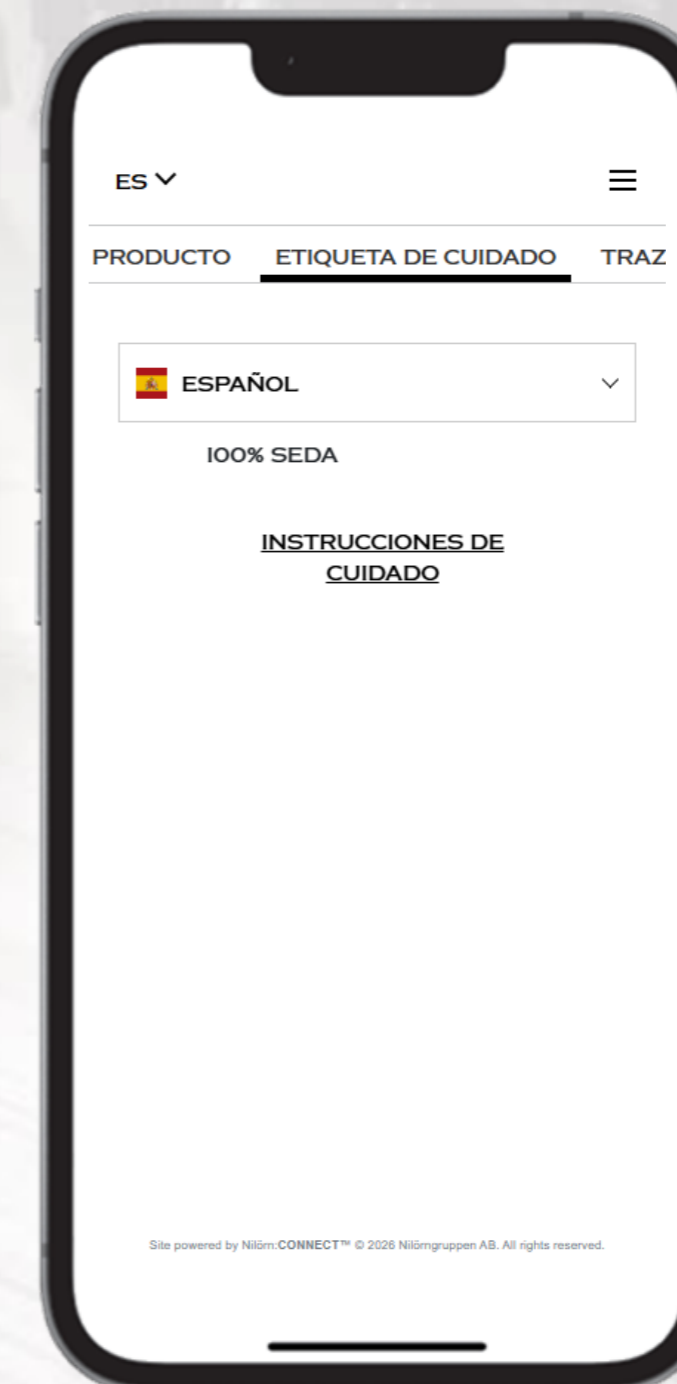 ES
PRODUCTO ETIQUETA DE CUIDADO TRAZ
ESPAÑOL
100% SEDA
INSTRUCCIONES DE
CUIDADO
Site powered by Nilörn:CONNECT™ © 2026 Nilörngruppen AB. All rights reserved.